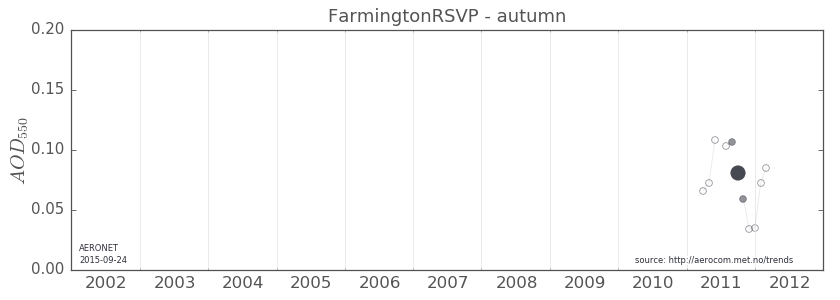 FarmingtonRSVP - autumn
0.20
0.15
0.10
0.05
0.00
AOD550
AERONET
2015-09-24
source: http://aerocom.met.no/trends
2002 2003 2004 2005 2006 2007 2008 2009 2010 2011 2012